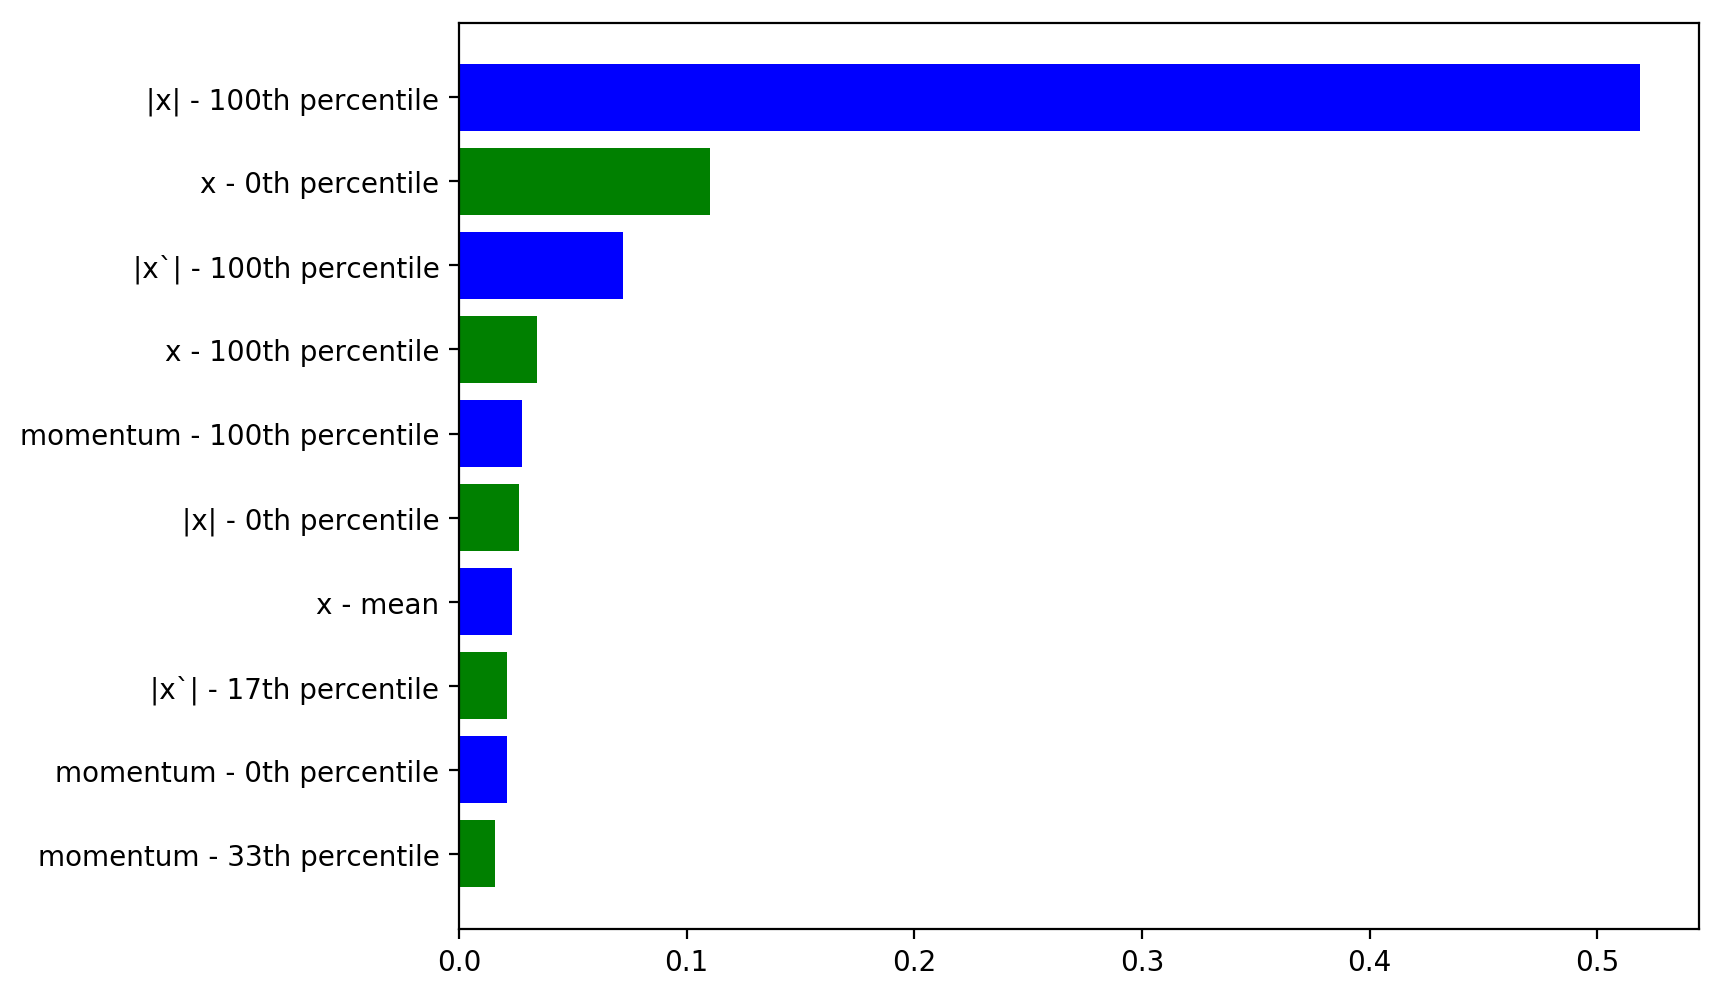 |x| - 100th percentile
x - 0th percentile
|x`| - 100th percentile
x - 100th percentile
momentum - 100th percentile
|x| - 0th percentile
x - mean
|x`| - 17th percentile
momentum - 0th percentile
momentum - 33th percentile
0.0 0.1 0.2 0.3 0.4 0.5